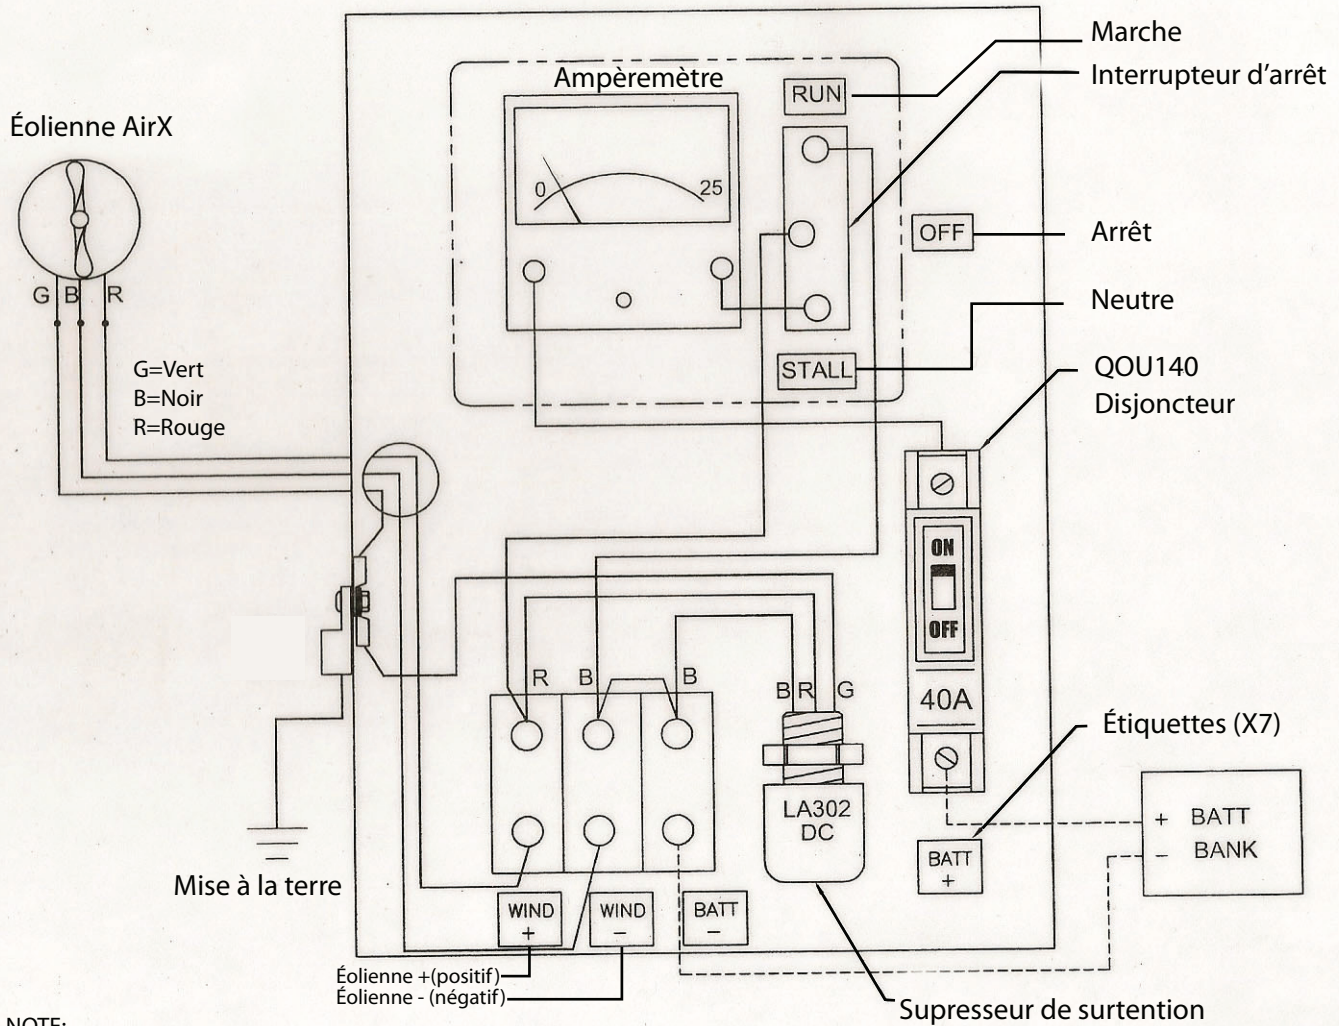 Marche
Interrupteur d'arrêt
Ampèremètre
RUN
Éolienne AirX
0
25
OFF
Arrêt
Neutre
G B R
STALL
QOU140
Disjoncteur
G=Vert
B=Noir
R=Rouge
ON
OFF
R
B
B
B R G
40A
Étiquettes (X7)
LA302
DC
+ BATT
- BANK
BATT
+
Mise à la terre
WIND
+
WIND
-
BATT
-
Éolienne +(positif)
Éolienne - (négatif)
Supresseur de surtention
NOTE: